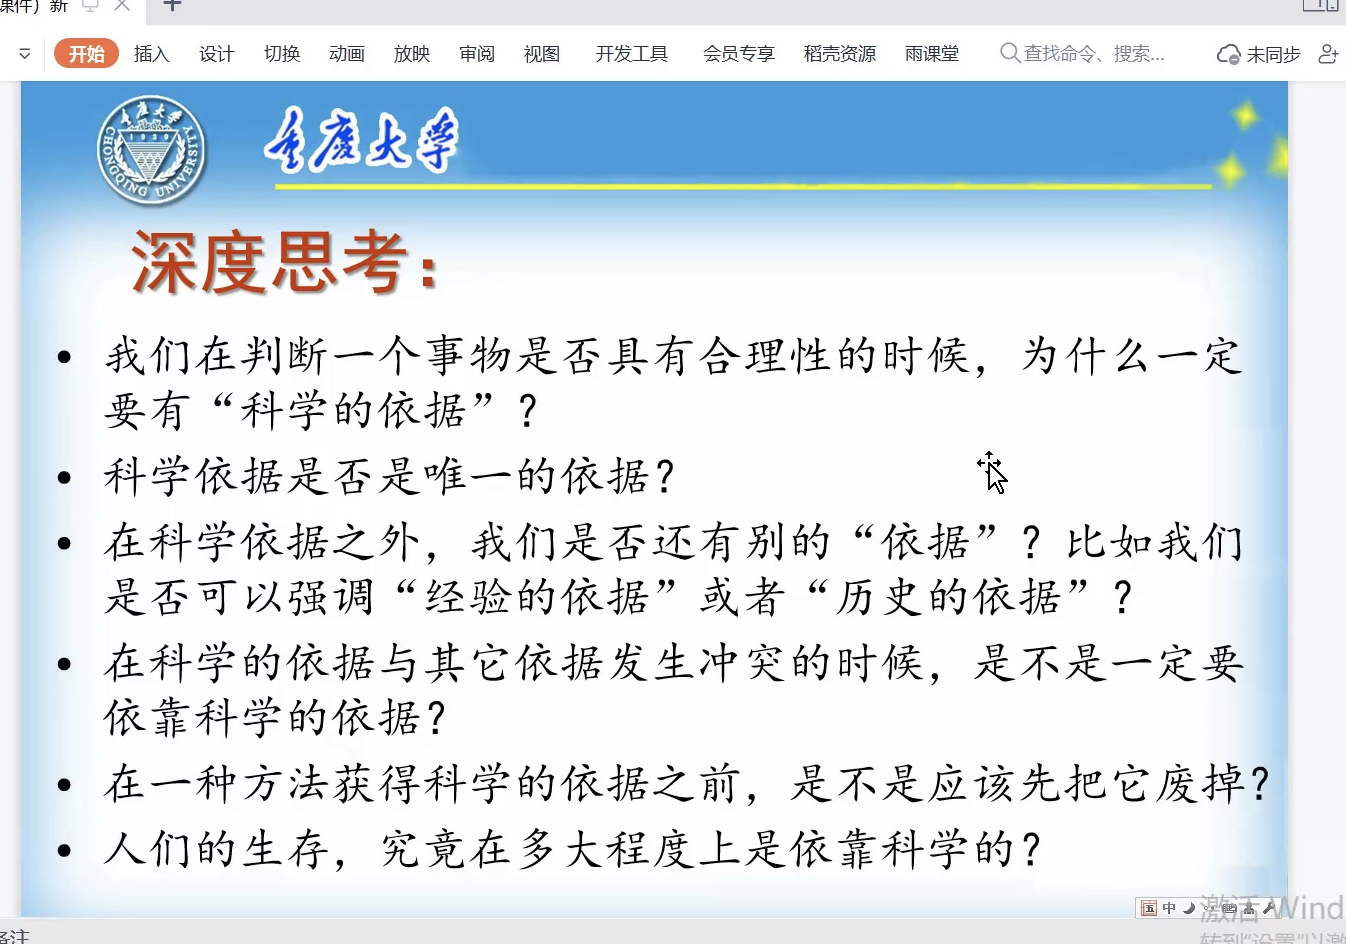 课件）新
开始 插入 设计 切换 动画 放映 审阅 视图 开发工具 会员专享 稻壳资源 雨课堂 查找命令、搜索... 未同步
重庆大学
1929
CHONGQING UNIVERSITY
重庆大学
深度思考：
• 我们在判断一个事物是否具有合理性的时候，为什么一定
要有“科学的依据”？
• 科学依据是否是唯一的依据？
• 在科学依据之外，我们是否还有别的“依据”？比如我们
是否可以强调“经验的依据”或者“历史的依据”？
• 在科学的依据与其它依据发生冲突的时候，是不是一定要
依靠科学的依据？
• 在一种方法获得科学的依据之前，是不是应该先把它废掉？
• 人们的生存，究竟在多大程度上是依靠科学的？
五 中
激活 Wind
转到“设置”以激
备注